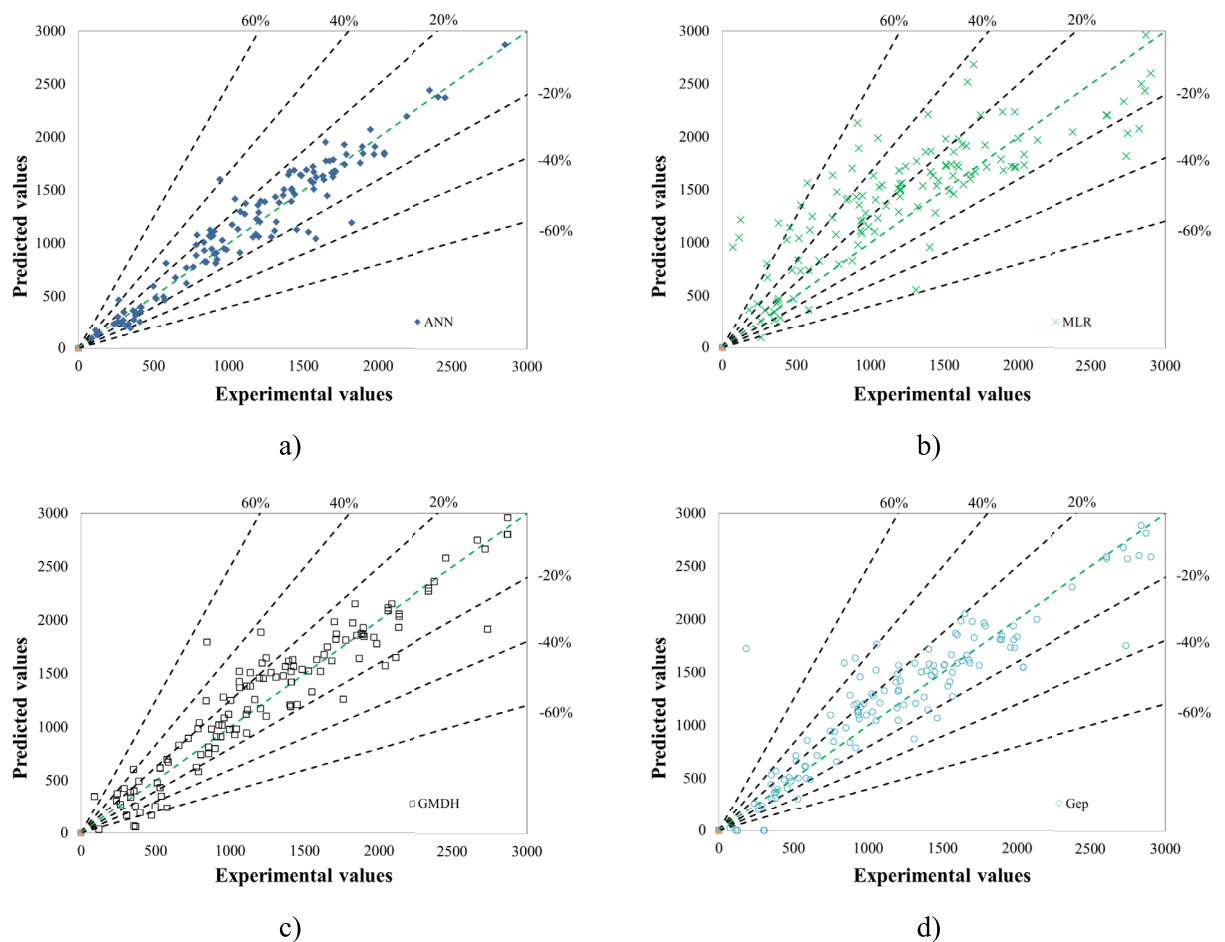 60% 40% 20% 60% 40% 20%
3000 3000
2500 2500
-20% -20%
2000 2000
-40% -40%
1500 1500
1000 1000
-60% -60%
500 500
ANN MLR
0 0
0 500 1000 1500 2000 2500 3000 0 500 1000 1500 2000 2500 3000
Predicted values Predicted values
Experimental values Experimental values
a) b)
60% 40% 20% 60% 40% 20%
3000 3000
2500 2500
-20% -20%
2000 2000
-40% -40%
1500 1500
-60% -60%
1000 1000
500 500
GMDH Gep
0 0
0 500 1000 1500 2000 2500 3000 0 500 1000 1500 2000 2500 3000
Predicted values Predicted values
Experimental values Experimental values
c) d)